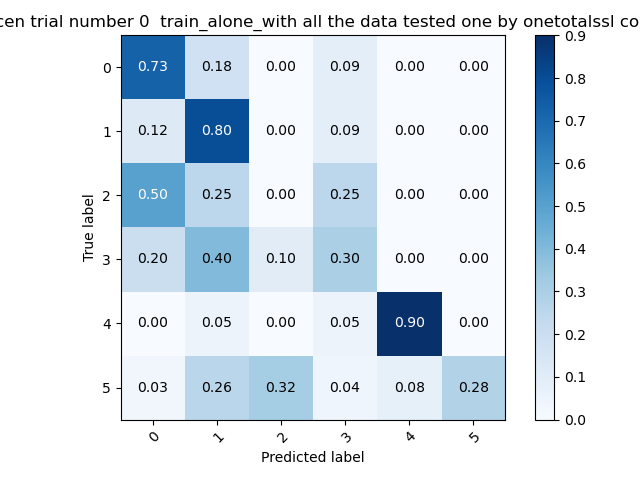 cen trial number 0 train_alone_with all the data tested one by onetotalssl co
0 0.73 0.18 0.00 0.09 0.00 0.00
1 0.12 0.80 0.00 0.09 0.00 0.00
2 0.50 0.25 0.00 0.25 0.00 0.00
3 0.20 0.40 0.10 0.30 0.00 0.00
4 0.00 0.05 0.00 0.05 0.90 0.00
5 0.03 0.26 0.32 0.04 0.08 0.28
0 1 2 3 4 5
Predicted label
True label
0.9
0.8
0.7
0.6
0.5
0.4
0.3
0.2
0.1
0.0